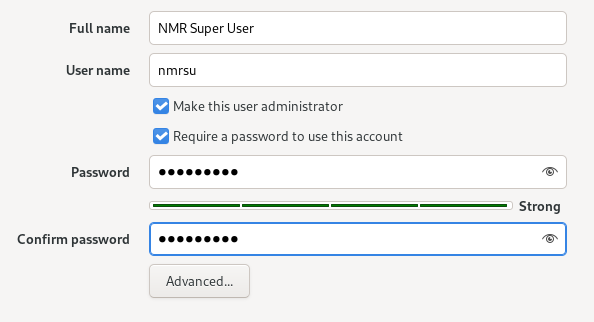 Full name NMR Super User
User name nmrsu
Make this user administrator
Require a password to use this account
Password ●●●●●●●●●
Strong
Confirm password ●●●●●●●●●
Advanced...